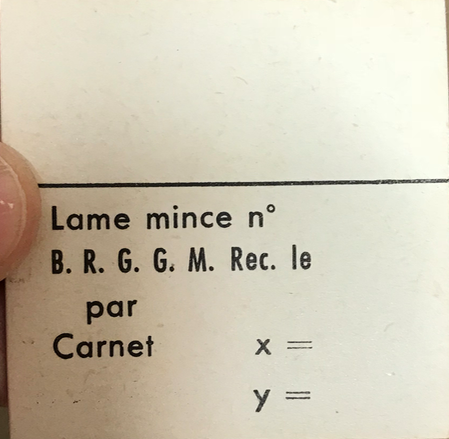 Lame mince n°
B. R. G. G. M. Rec. le
par
Carnet x =
y =